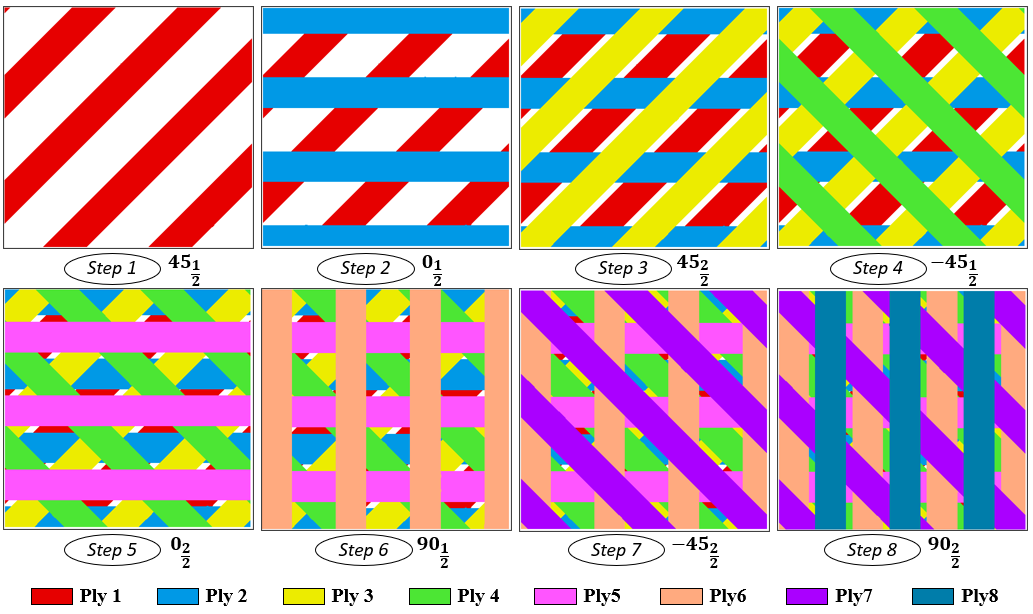 Step 1 45 1/2 Step 2 0 1/2 Step 3 45 2/2 Step 4 −45 1/2
Step 5 0 2/2 Step 6 90 1/2 Step 7 −45 2/2 Step 8 90 2/2
Ply 1 Ply 2 Ply 3 Ply 4 Ply5 Ply6 Ply7 Ply8